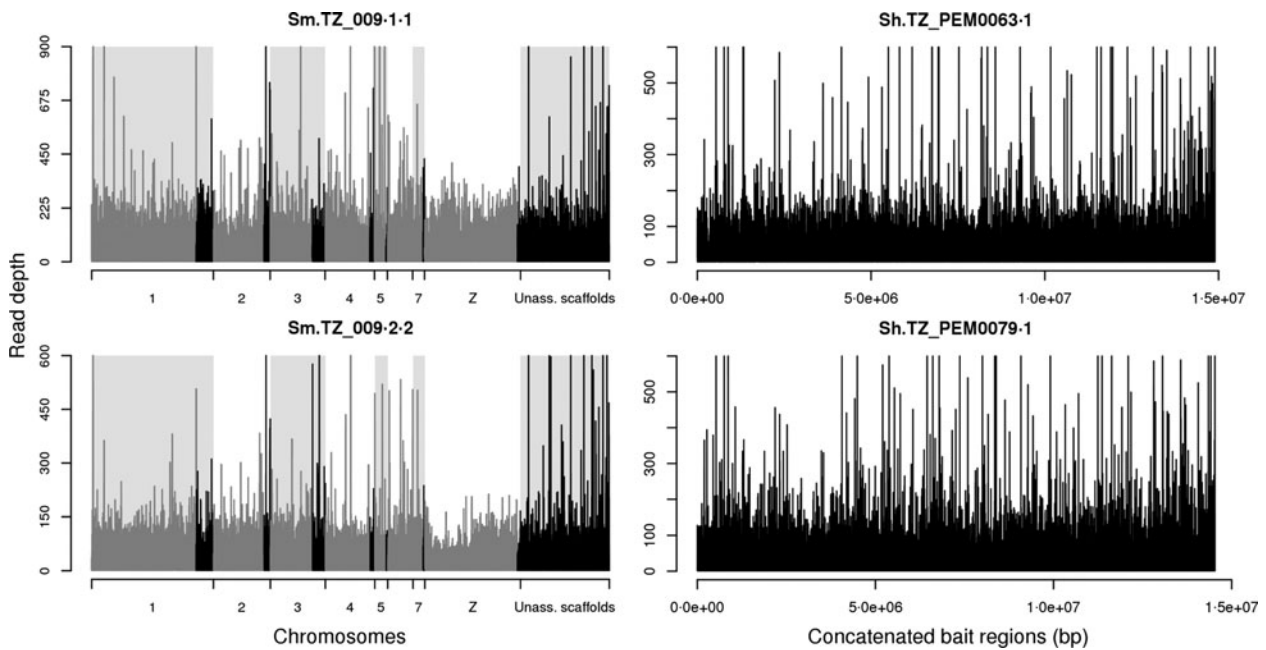 Sm.TZ_009·1·1
Sh.TZ_PEM0063·1
Read depth
900
675
450
225
0
1 2 3 4 5 7 Z Unass. scaffolds
500
300
100
0
0·0e+00 5·0e+06 1·0e+07 1·5e+07
Sm.TZ_009·2·2
Sh.TZ_PEM0079·1
600
450
300
150
0
1 2 3 4 5 7 Z Unass. scaffolds
Chromosomes
500
300
100
0
0·0e+00 5·0e+06 1·0e+07 1·5e+07
Concatenated bait regions (bp)